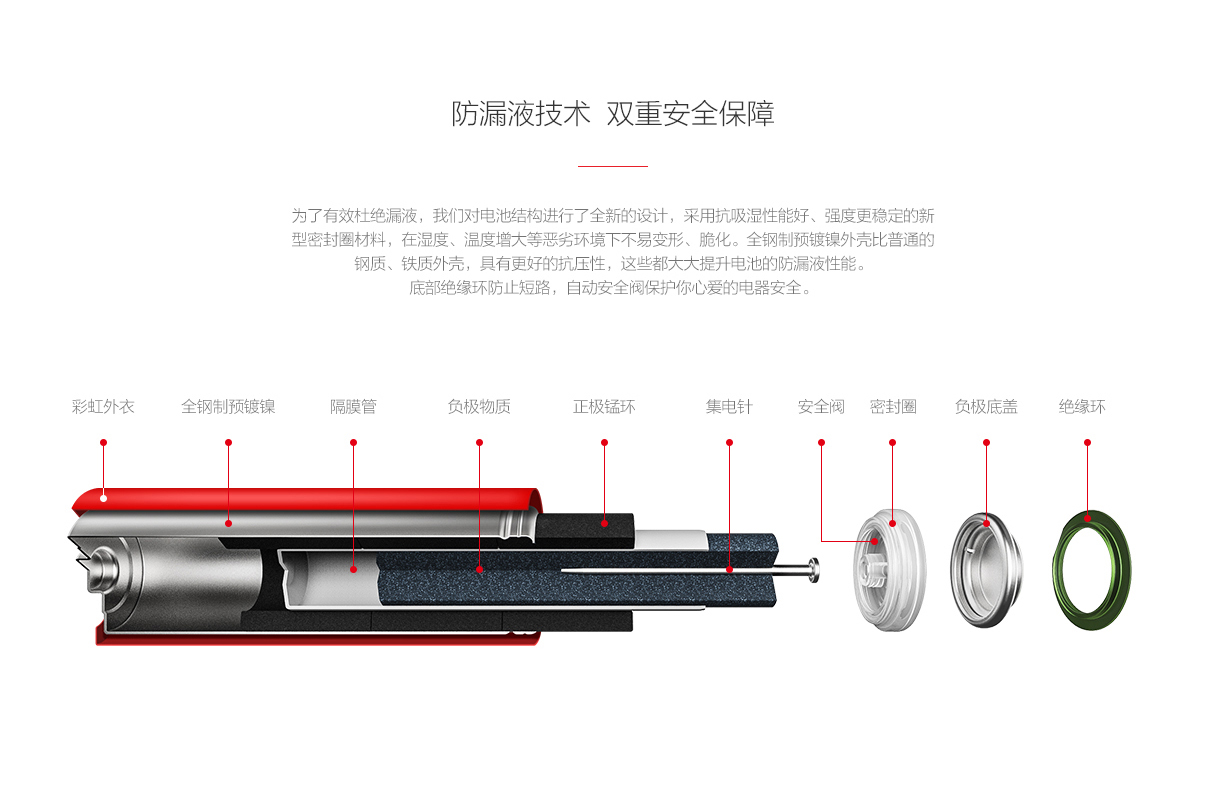 防漏液技术 双重安全保障
为了有效杜绝漏液，我们对电池结构进行了全新的设计，采用抗吸湿性能好、强度更稳定的新
型密封圈材料，在湿度、温度增大等恶劣环境下不易变形、脆化。全钢制预镀镍外壳比普通的
钢质、铁质外壳，具有更好的抗压性，这些都大大提升电池的防漏液性能。
底部绝缘环防止短路，自动安全阀保护你心爱的电器安全。
彩虹外衣
全钢制预镀镍
隔膜管
负极物质
正极锰环
集电针
安全阀
密封圈
负极底盖
绝缘环